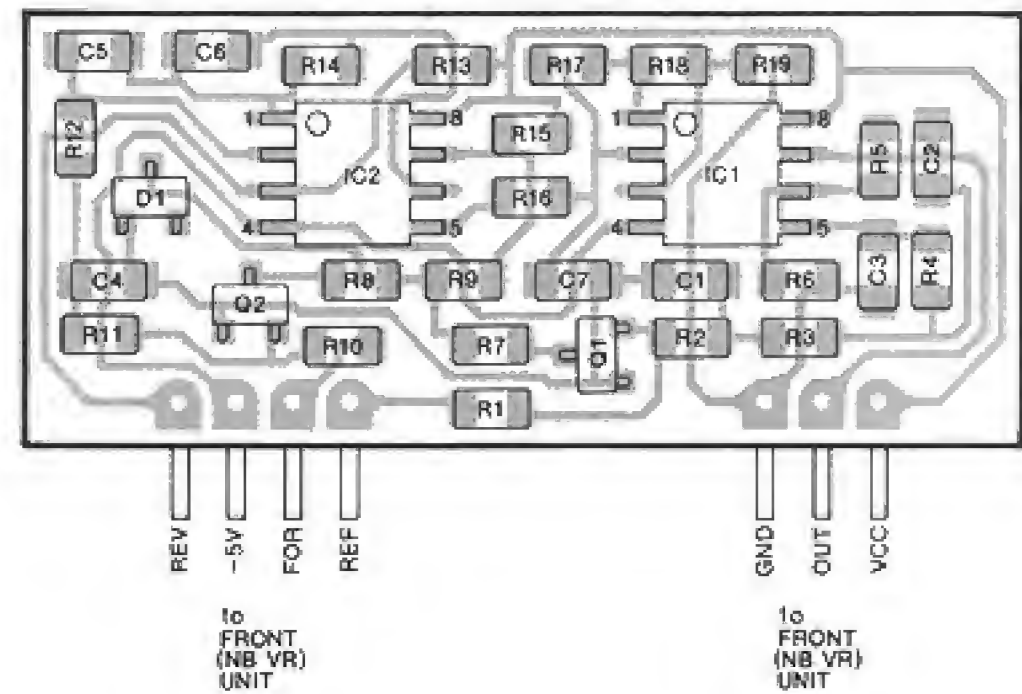 C5 C6 R14 R13 R17 R18 R19
R12 1 8 R15 1 8 R5 C2
IC2 IC1
D1 R16
4 5 4 5
C4 R8 R9 C7 C1 R6 C3 R4
Q2
R11 R10 R7 Q1 R2 R3
R1
REV -5V FOR REF GND OUT VCC
to
FRONT
(NB VR)
UNIT
to
FRONT
(NB VR)
UNIT